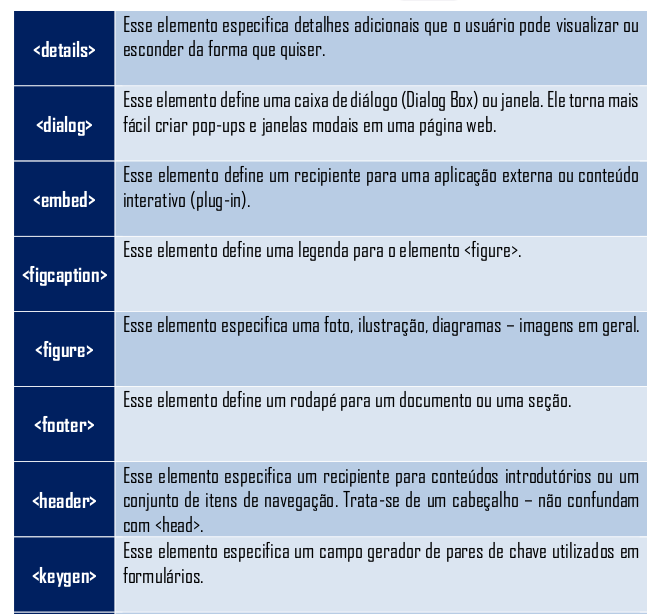 <details>
Esse elemento especifica detalhes adicionais que o usuário pode visualizar ou
esconder da forma que quiser.
<dialog>
Esse elemento define uma caixa de diálogo (Dialog Box) ou janela. Ele torna mais
fácil criar pop-ups e janelas modais em uma página web.
<embed>
Esse elemento define um recipiente para uma aplicação externa ou conteúdo
interativo (plug-in).
<figcaption>
Esse elemento define uma legenda para o elemento <figure>.
<figure>
Esse elemento especifica uma foto, ilustração, diagramas – imagens em geral.
<footer>
Esse elemento define um rodapé para um documento ou uma seção.
<header>
Esse elemento especifica um recipiente para conteúdos introdutórios ou um
conjunto de itens de navegação. Trata-se de um cabeçalho – não confundam
com <head>.
<keygen>
Esse elemento especifica um campo gerador de pares de chave utilizados em
formulários.